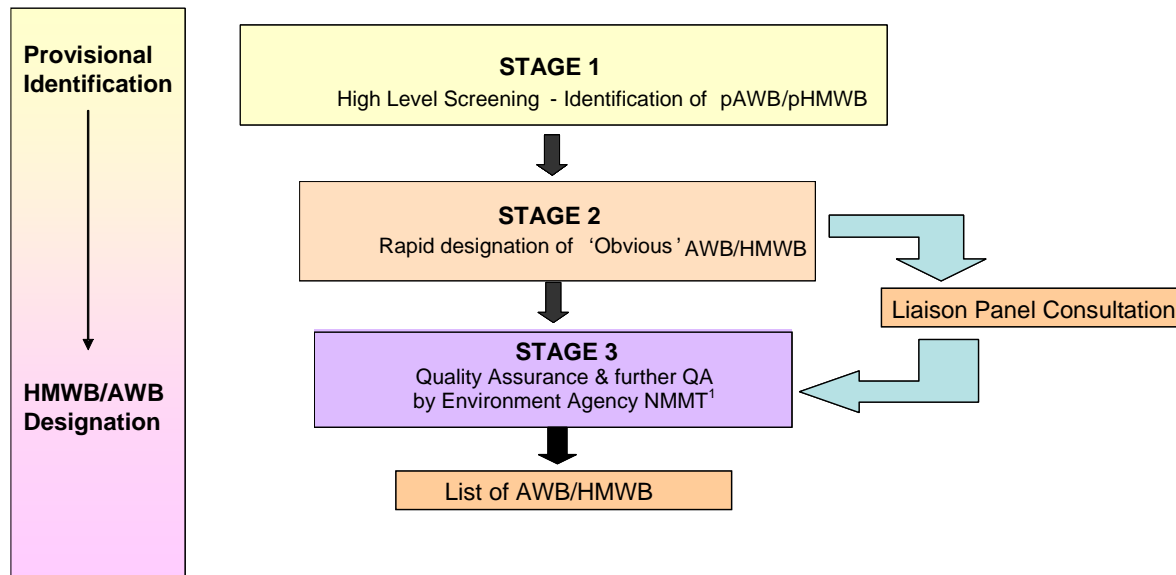 Provisional
Identification
HMWB/AWB
Designation
STAGE 1
High Level Screening - Identification of pAWB/pHMWB
STAGE 2
Rapid designation of 'Obvious' AWB/HMWB
Liaison Panel Consultation
STAGE 3
Quality Assurance & further QA
by Environment Agency NMMT¹
List of AWB/HMWB